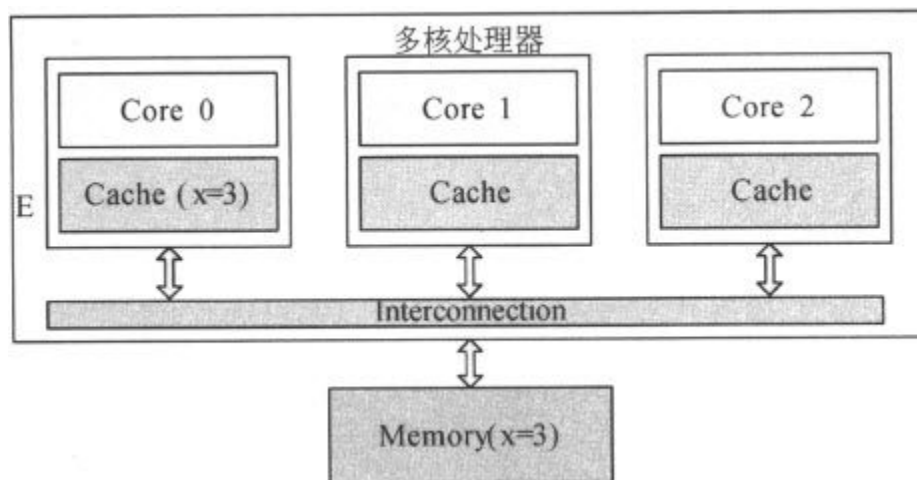 多核处理器
Core 0
Core 1
Core 2
Cache (x=3)
Cache
Cache
E
Interconnection
Memory(x=3)